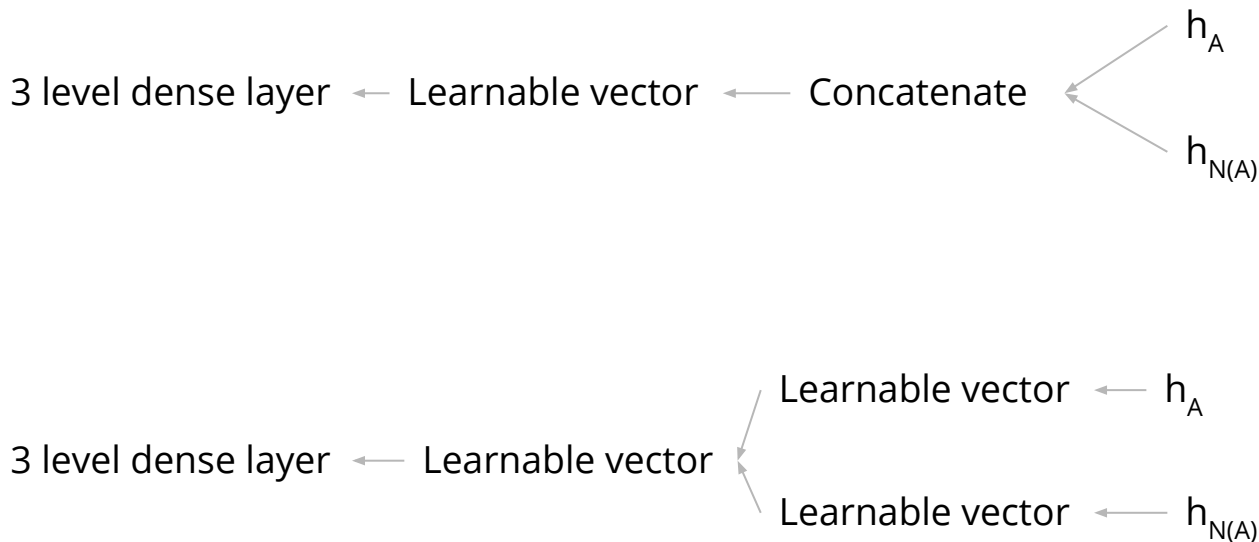 h_A
3 level dense layer Learnable vector Concatenate
h_N(A)
Learnable vector h_A
3 level dense layer Learnable vector
Learnable vector h_N(A)